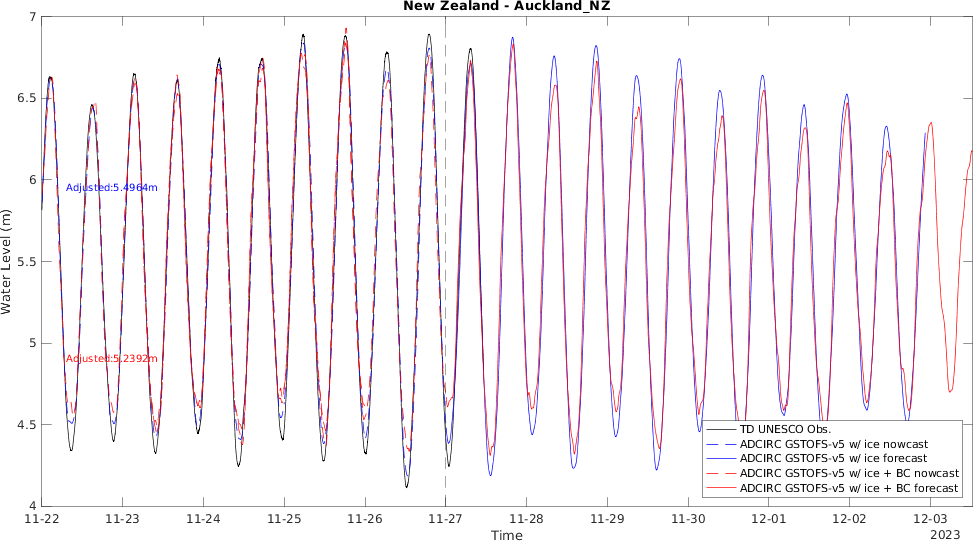 New Zealand - Auckland_NZ
7
6.5
6
5.5
5
4.5
4
Water Level (m)
Adjusted:5.4964m
Adjusted:5.2392m
TD UNESCO Obs.
ADCIRC GSTOFS-v5 w/ ice nowcast
ADCIRC GSTOFS-v5 w/ ice forecast
ADCIRC GSTOFS-v5 w/ ice + BC nowcast
ADCIRC GSTOFS-v5 w/ ice + BC forecast
11-22 11-23 11-24 11-25 11-26 11-27 11-28 11-29 11-30 12-01 12-02 12-03
2023
Time